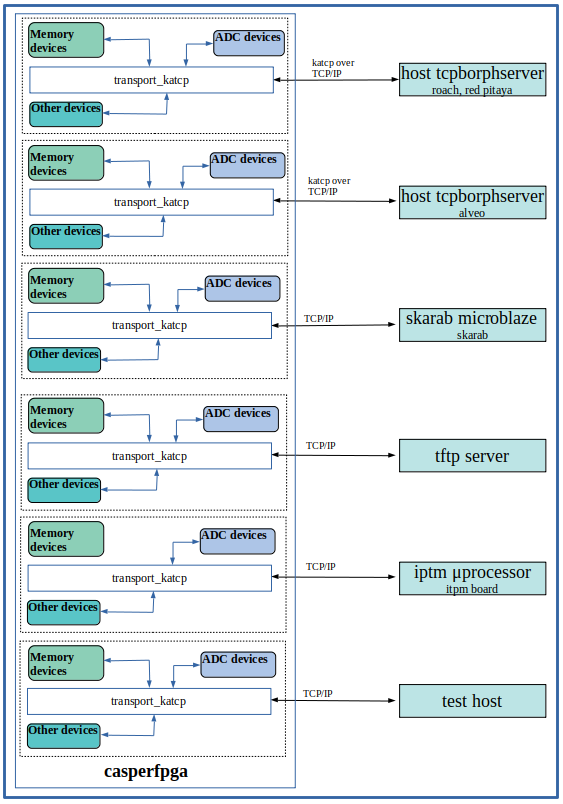 Memory
devices
ADC devices
transport_katcp
Other devices
katcp over
TCP/IP
host tcpborphserver
roach, red pitaya
Memory
devices
ADC devices
transport_katcp
Other devices
katcp over
TCP/IP
host tcpborphserver
alveo
Memory
devices
ADC devices
transport_katcp
Other devices
TCP/IP
skarab microblaze
skarab
Memory
devices
ADC devices
transport_katcp
Other devices
TCP/IP
tftp server
Memory
devices
ADC devices
transport_katcp
Other devices
TCP/IP
iptm μprocessor
itpm board
Memory
devices
ADC devices
transport_katcp
Other devices
TCP/IP
test host
casperfpga